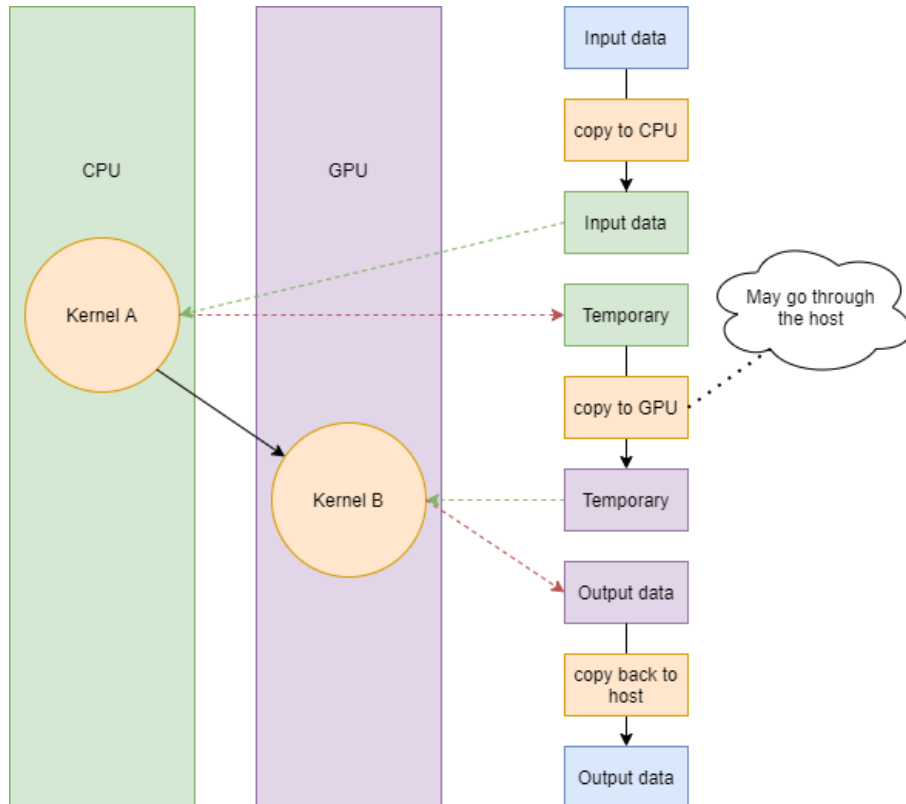 CPU
GPU
Kernel A
Kernel B
Input data
copy to CPU
Input data
Temporary
copy to GPU
Temporary
Output data
copy back to
host
Output data
May go through
the host